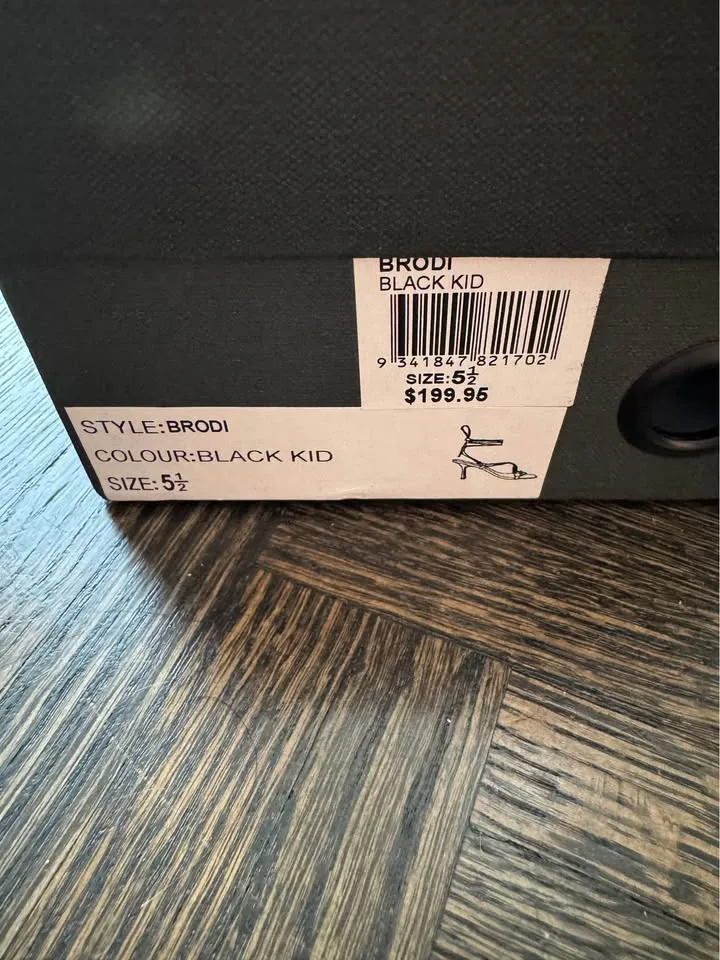 BRODI
BLACK KID
9 341847 821702
SIZE:5½
$199.95
STYLE:BRODI
COLOUR:BLACK KID
SIZE:5½